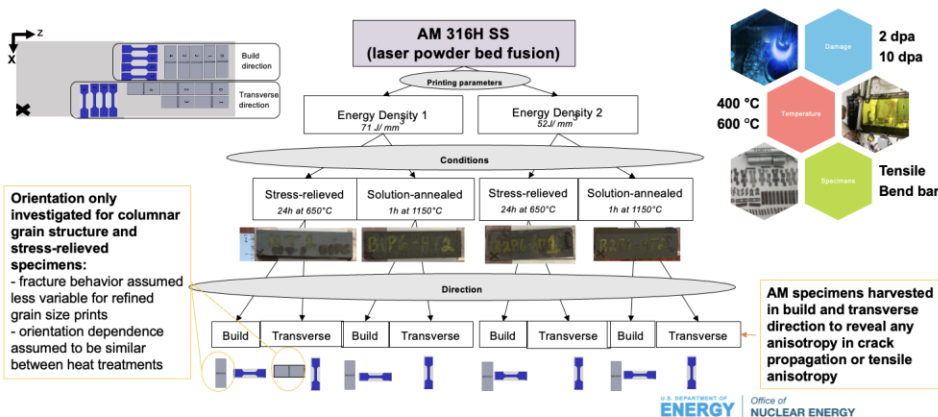 Z
X
Build
direction
Transverse
direction
AM 316H SS
(laser powder bed fusion)
Printing parameters
Energy Density 1
71 J/ mm3
Energy Density 2
52J/ mm3
Conditions
Stress-relieved
24h at 650°C
Solution-annealed
1h at 1150°C
Stress-relieved
24h at 650°C
Solution-annealed
1h at 1150°C
Direction
Build
Transverse
Build
Transverse
Build
Transverse
Build
Transverse
Orientation only
investigated for columnar
grain structure and
stress-relieved
specimens:
- fracture behavior assumed
less variable for refined
grain size prints
- orientation dependence
assumed to be similar
between heat treatments
Damage
2 dpa
10 dpa
400 °C
600 °C
Temperature
Specimens
Tensile
Bend bar
AM specimens harvested
in build and transverse
direction to reveal any
anisotropy in crack
propagation or tensile
anisotropy
U.S. DEPARTMENT OF
ENERGY
Office of
NUCLEAR ENERGY